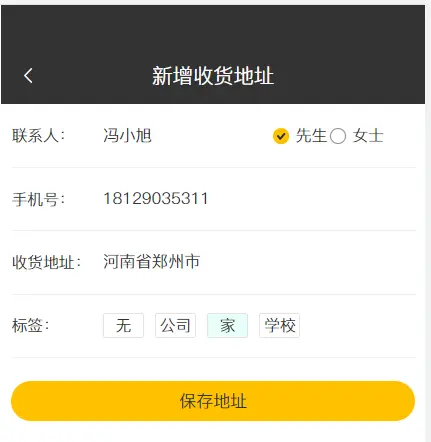 新增收货地址
联系人： 冯小旭 先生 女士
手机号： 18129035311
收货地址： 河南省郑州市
标签： 无 公司 家 学校
保存地址